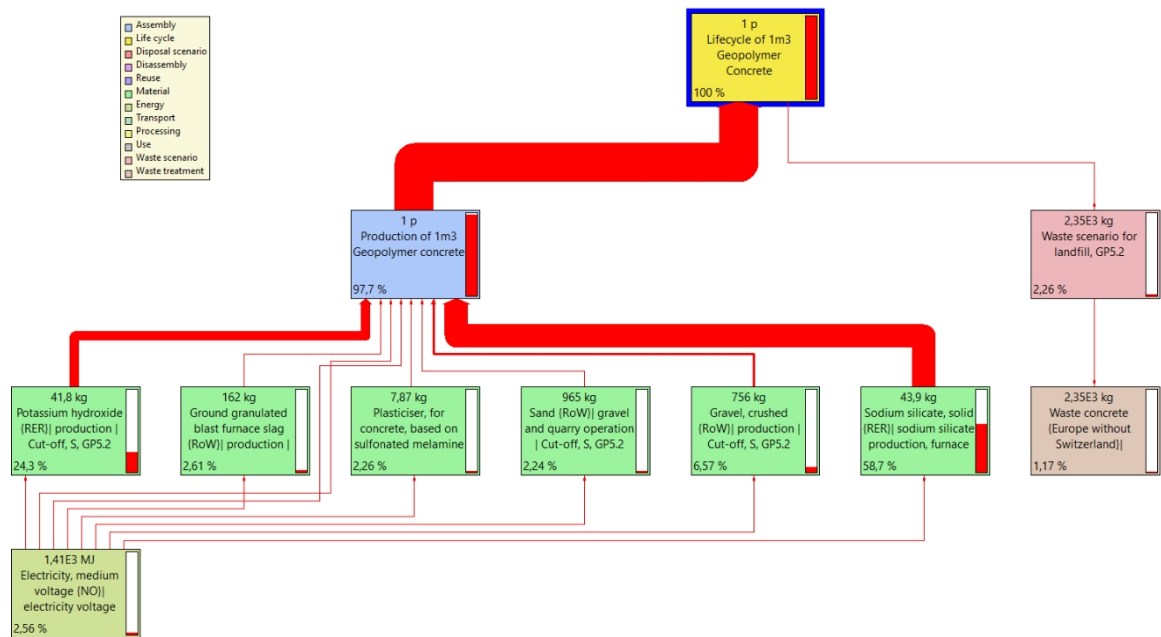 Assembly
Life cycle
Disposal scenario
Disassembly
Reuse
Material
Energy
Transport
Processing
Use
Waste scenario
Waste treatment
1 p
Lifecycle of 1m3
Geopolymer
Concrete
100 %
1 p
Production of 1m3
Geopolymer concrete
97,7 %
2,35E3 kg
Waste scenario for
landfill, GP5.2
2,26 %
41,8 kg
Potassium hydroxide
{RER}| production |
Cut-off, S, GP5.2
24,3 %
162 kg
Ground granulated
blast furnace slag
{RoW}| production |
2,61 %
7,87 kg
Plasticiser, for
concrete, based on
sulfonated melamine
2,26 %
965 kg
Sand {RoW}| gravel
and quarry operation
| Cut-off, S, GP5.2
2,24 %
756 kg
Gravel, crushed
{RoW}| production |
Cut-off, S, GP5.2
6,57 %
43,9 kg
Sodium silicate, solid
{RER}| sodium silicate
production, furnace
58,7 %
2,35E3 kg
Waste concrete
{Europe without
Switzerland}|
1,17 %
1,41E3 MJ
Electricity, medium
voltage {NO}|
electricity voltage
2,56 %